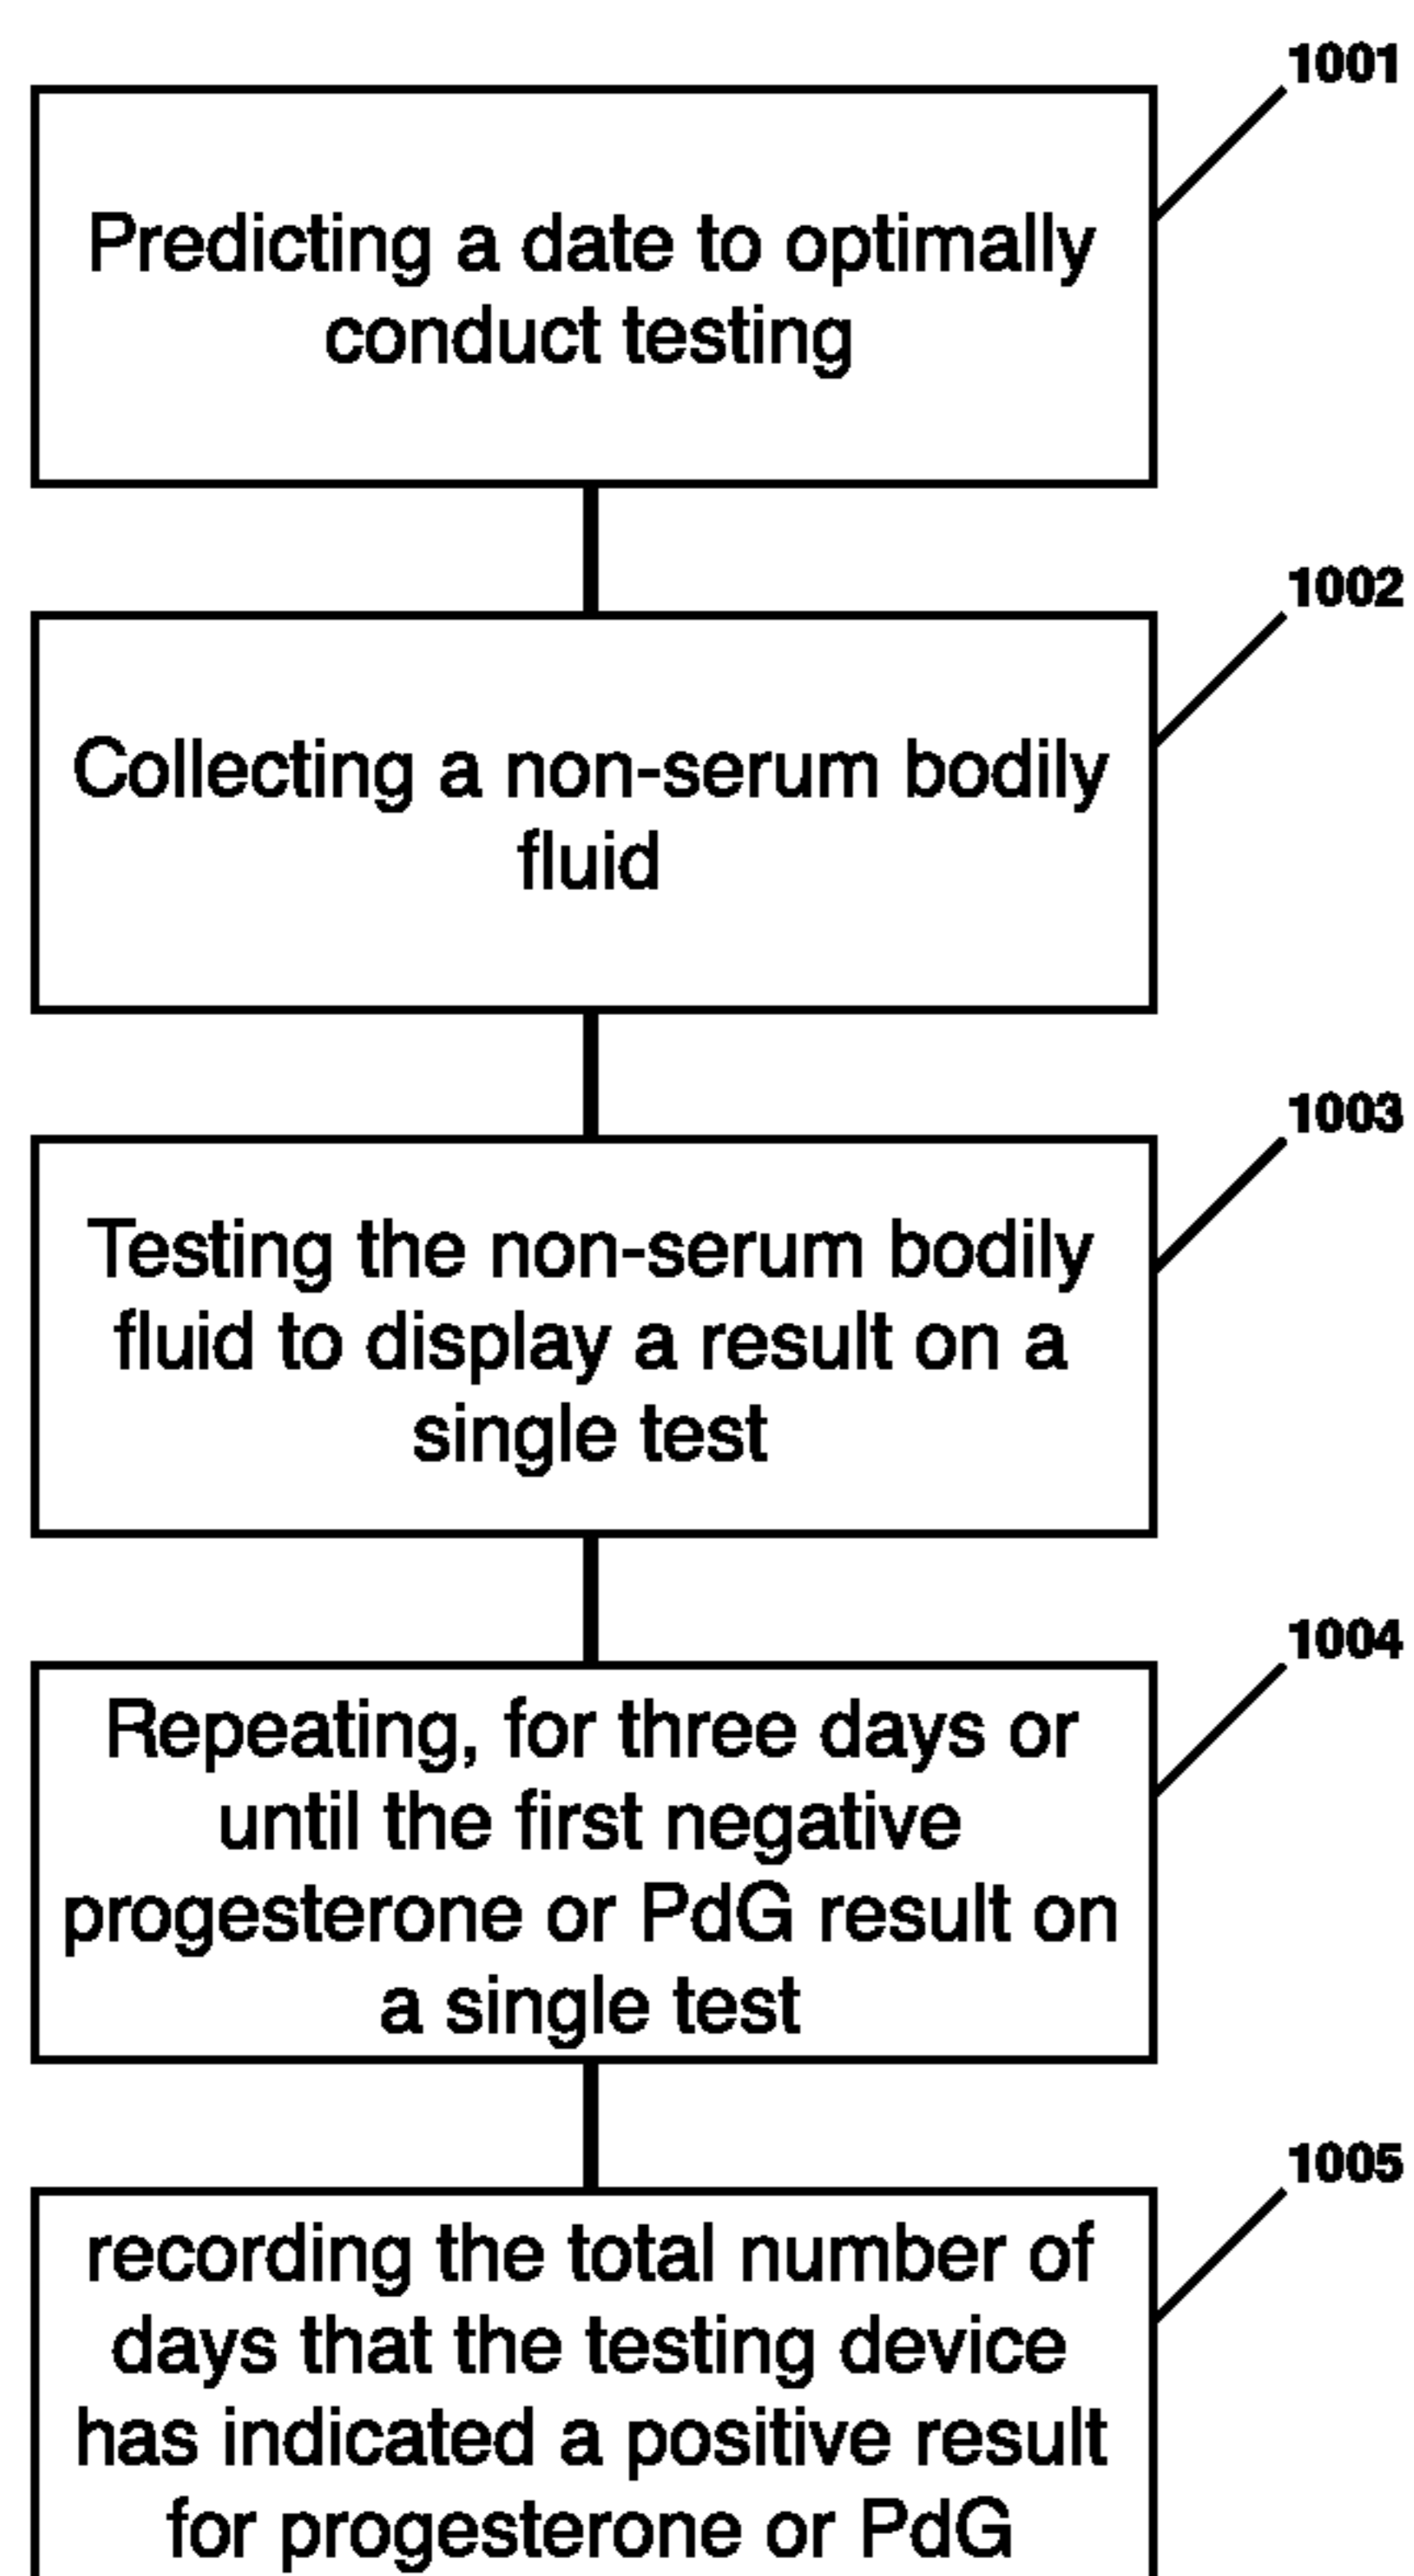 1001
Predicting a date to optimally
conduct testing
1002
Collecting a non-serum bodily
fluid
1003
Testing the non-serum bodily
fluid to display a result on a
single test
1004
Repeating, for three days or
until the first negative
progesterone or PdG result on
a single test
1005
recording the total number of
days that the testing device
has indicated a positive result
for progesterone or PdG